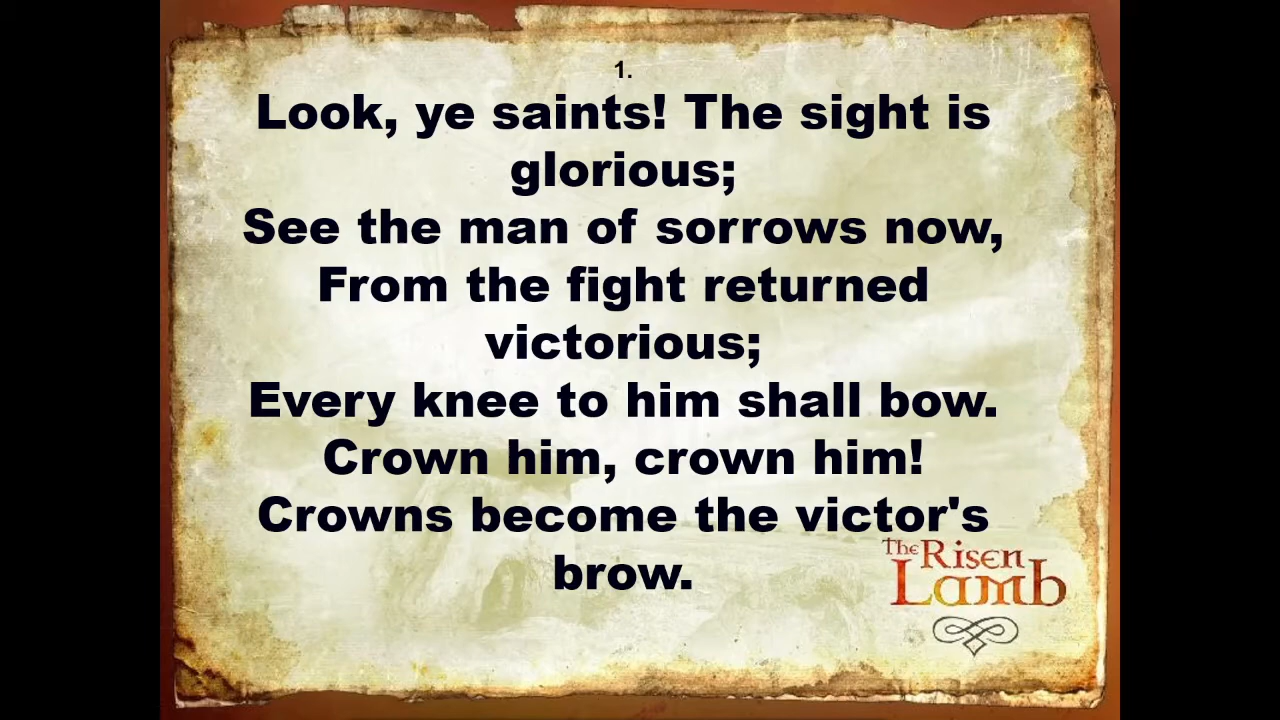 1.
Look, ye saints! The sight is
glorious;
See the man of sorrows now,
From the fight returned
victorious;
Every knee to him shall bow.
Crown him, crown him!
Crowns become the victor's
brow.
The Risen
Lamb